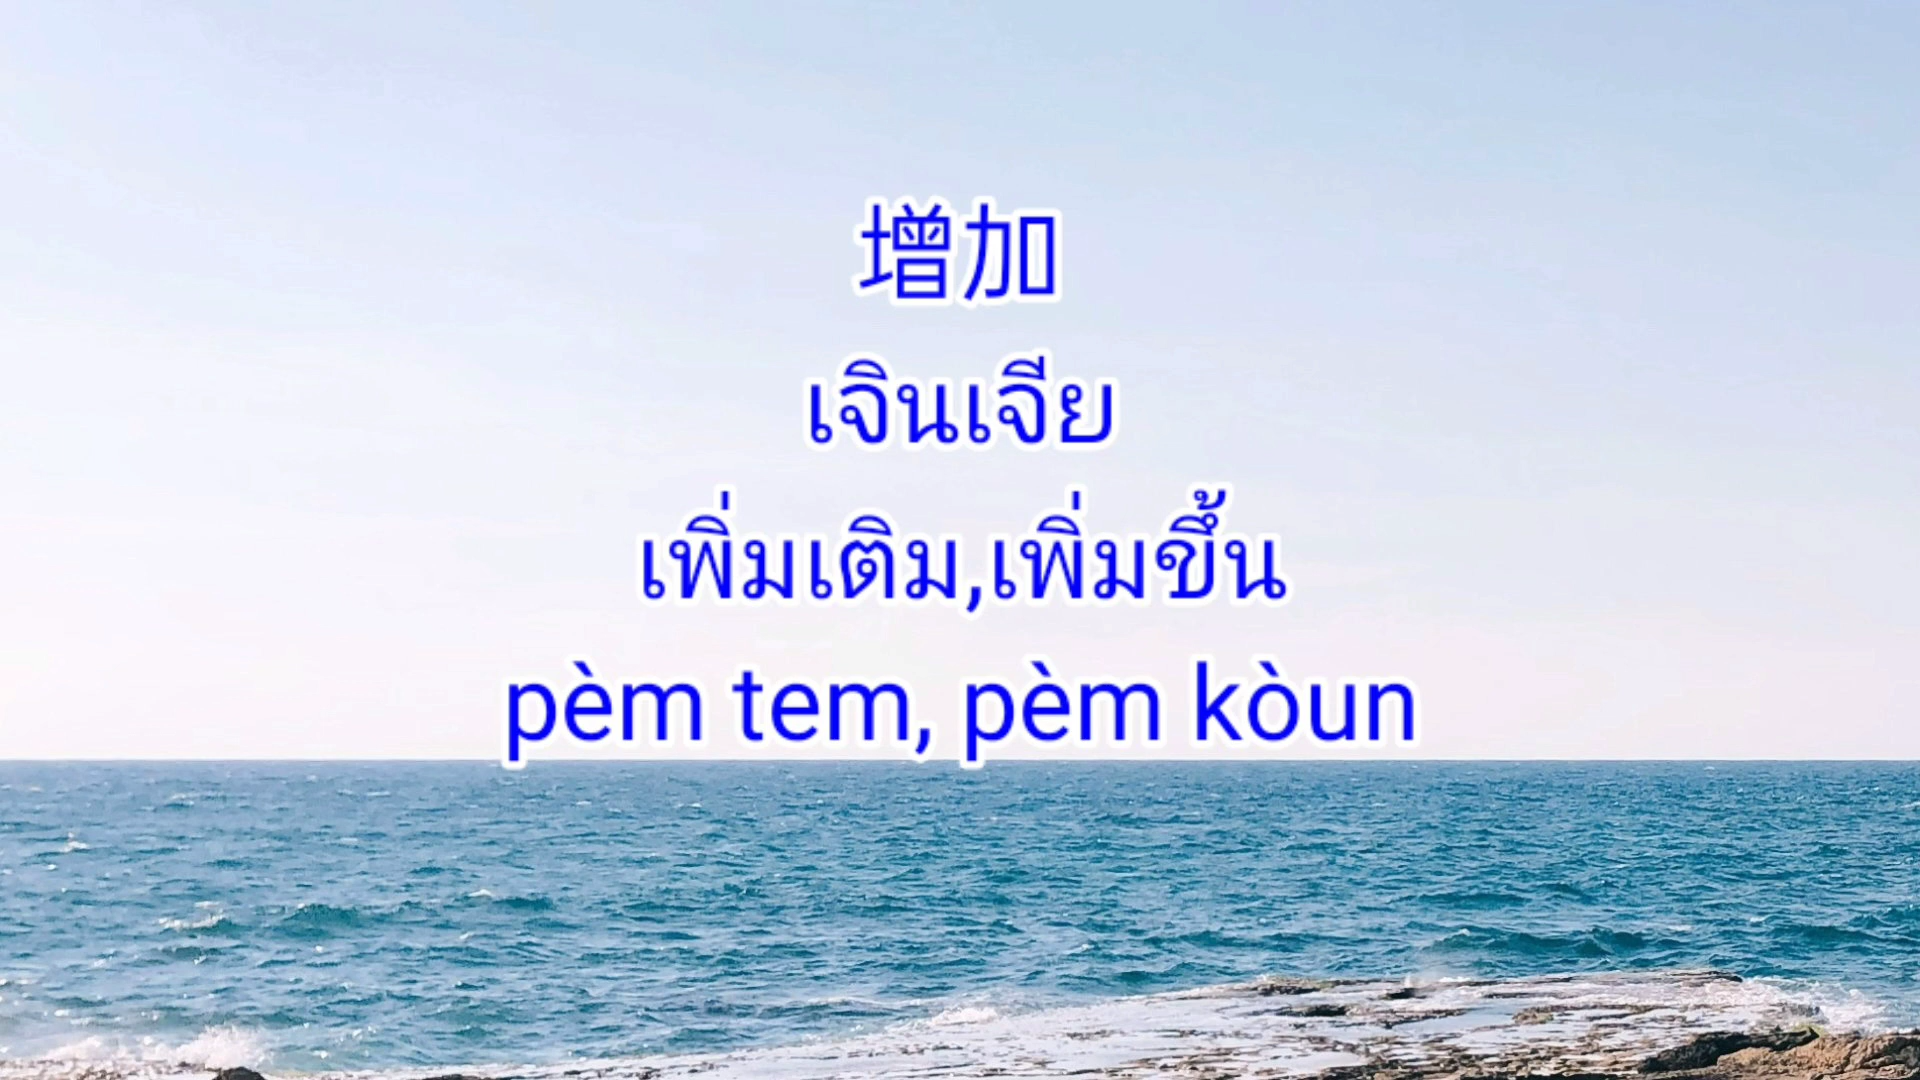 增加
เจินเจีย
เพิ่มเติม,เพิ่มขึ้น
pèm tem, pèm kòun